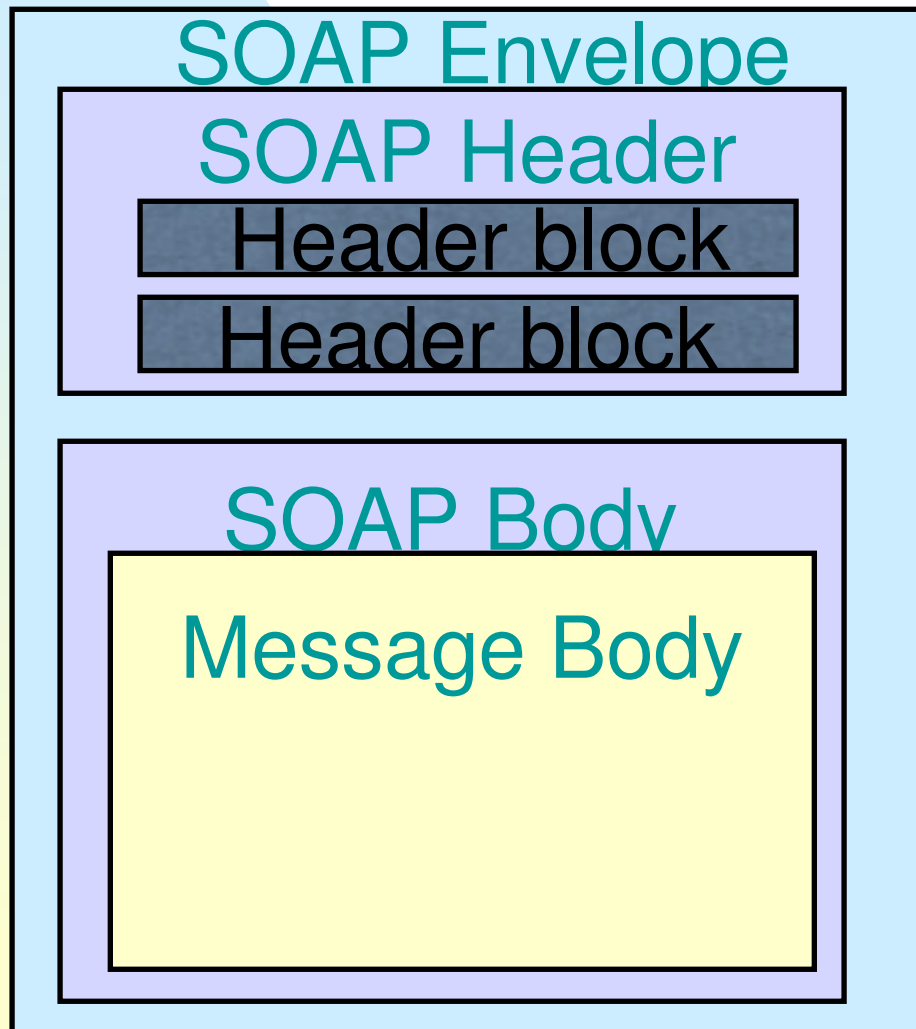 SOAP Envelope
SOAP Header
Header block
Header block
SOAP Body
Message Body